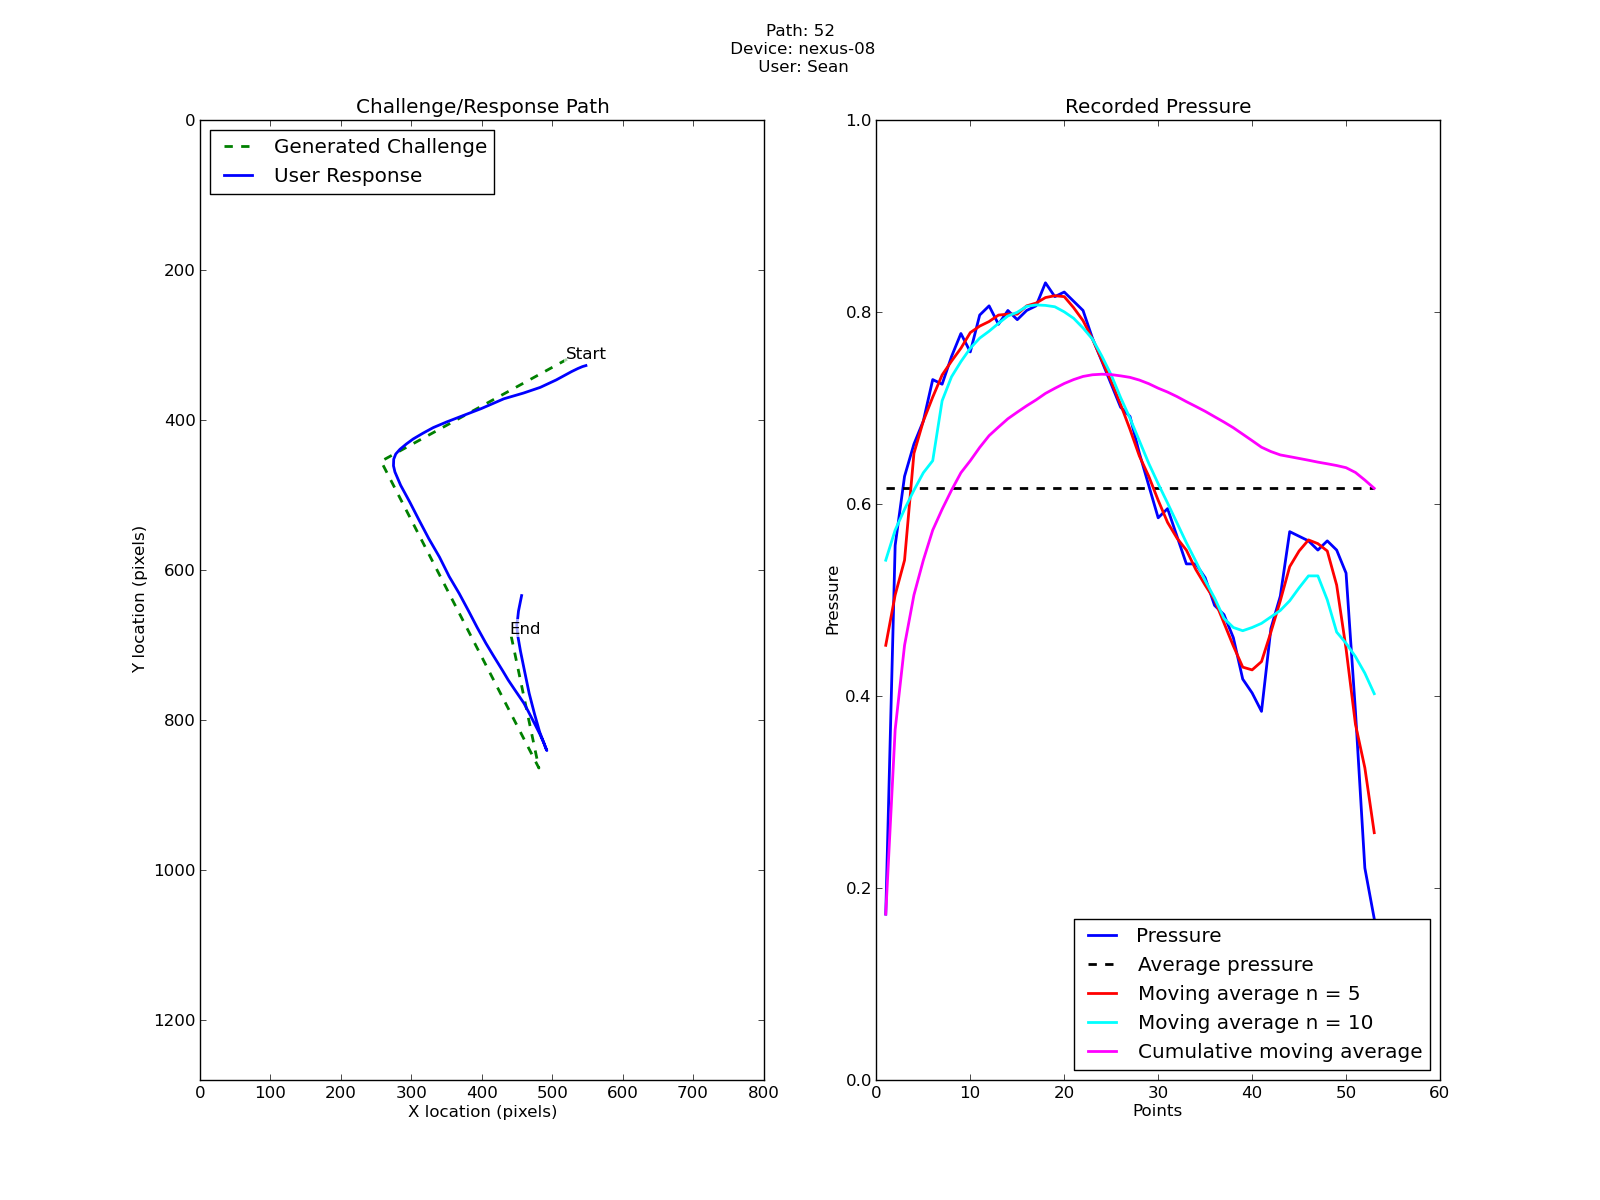 Path: 52
Device: nexus-08
User: Sean
Challenge/Response Path
Generated Challenge
User Response
Start
End
0
200
400
600
800
1000
1200
Y location (pixels)
0 100 200 300 400 500 600 700 800
X location (pixels)
Recorded Pressure
1.0
0.8
0.6
0.4
0.2
0.0
Pressure
Pressure
Average pressure
Moving average n = 5
Moving average n = 10
Cumulative moving average
0 10 20 30 40 50 60
Points